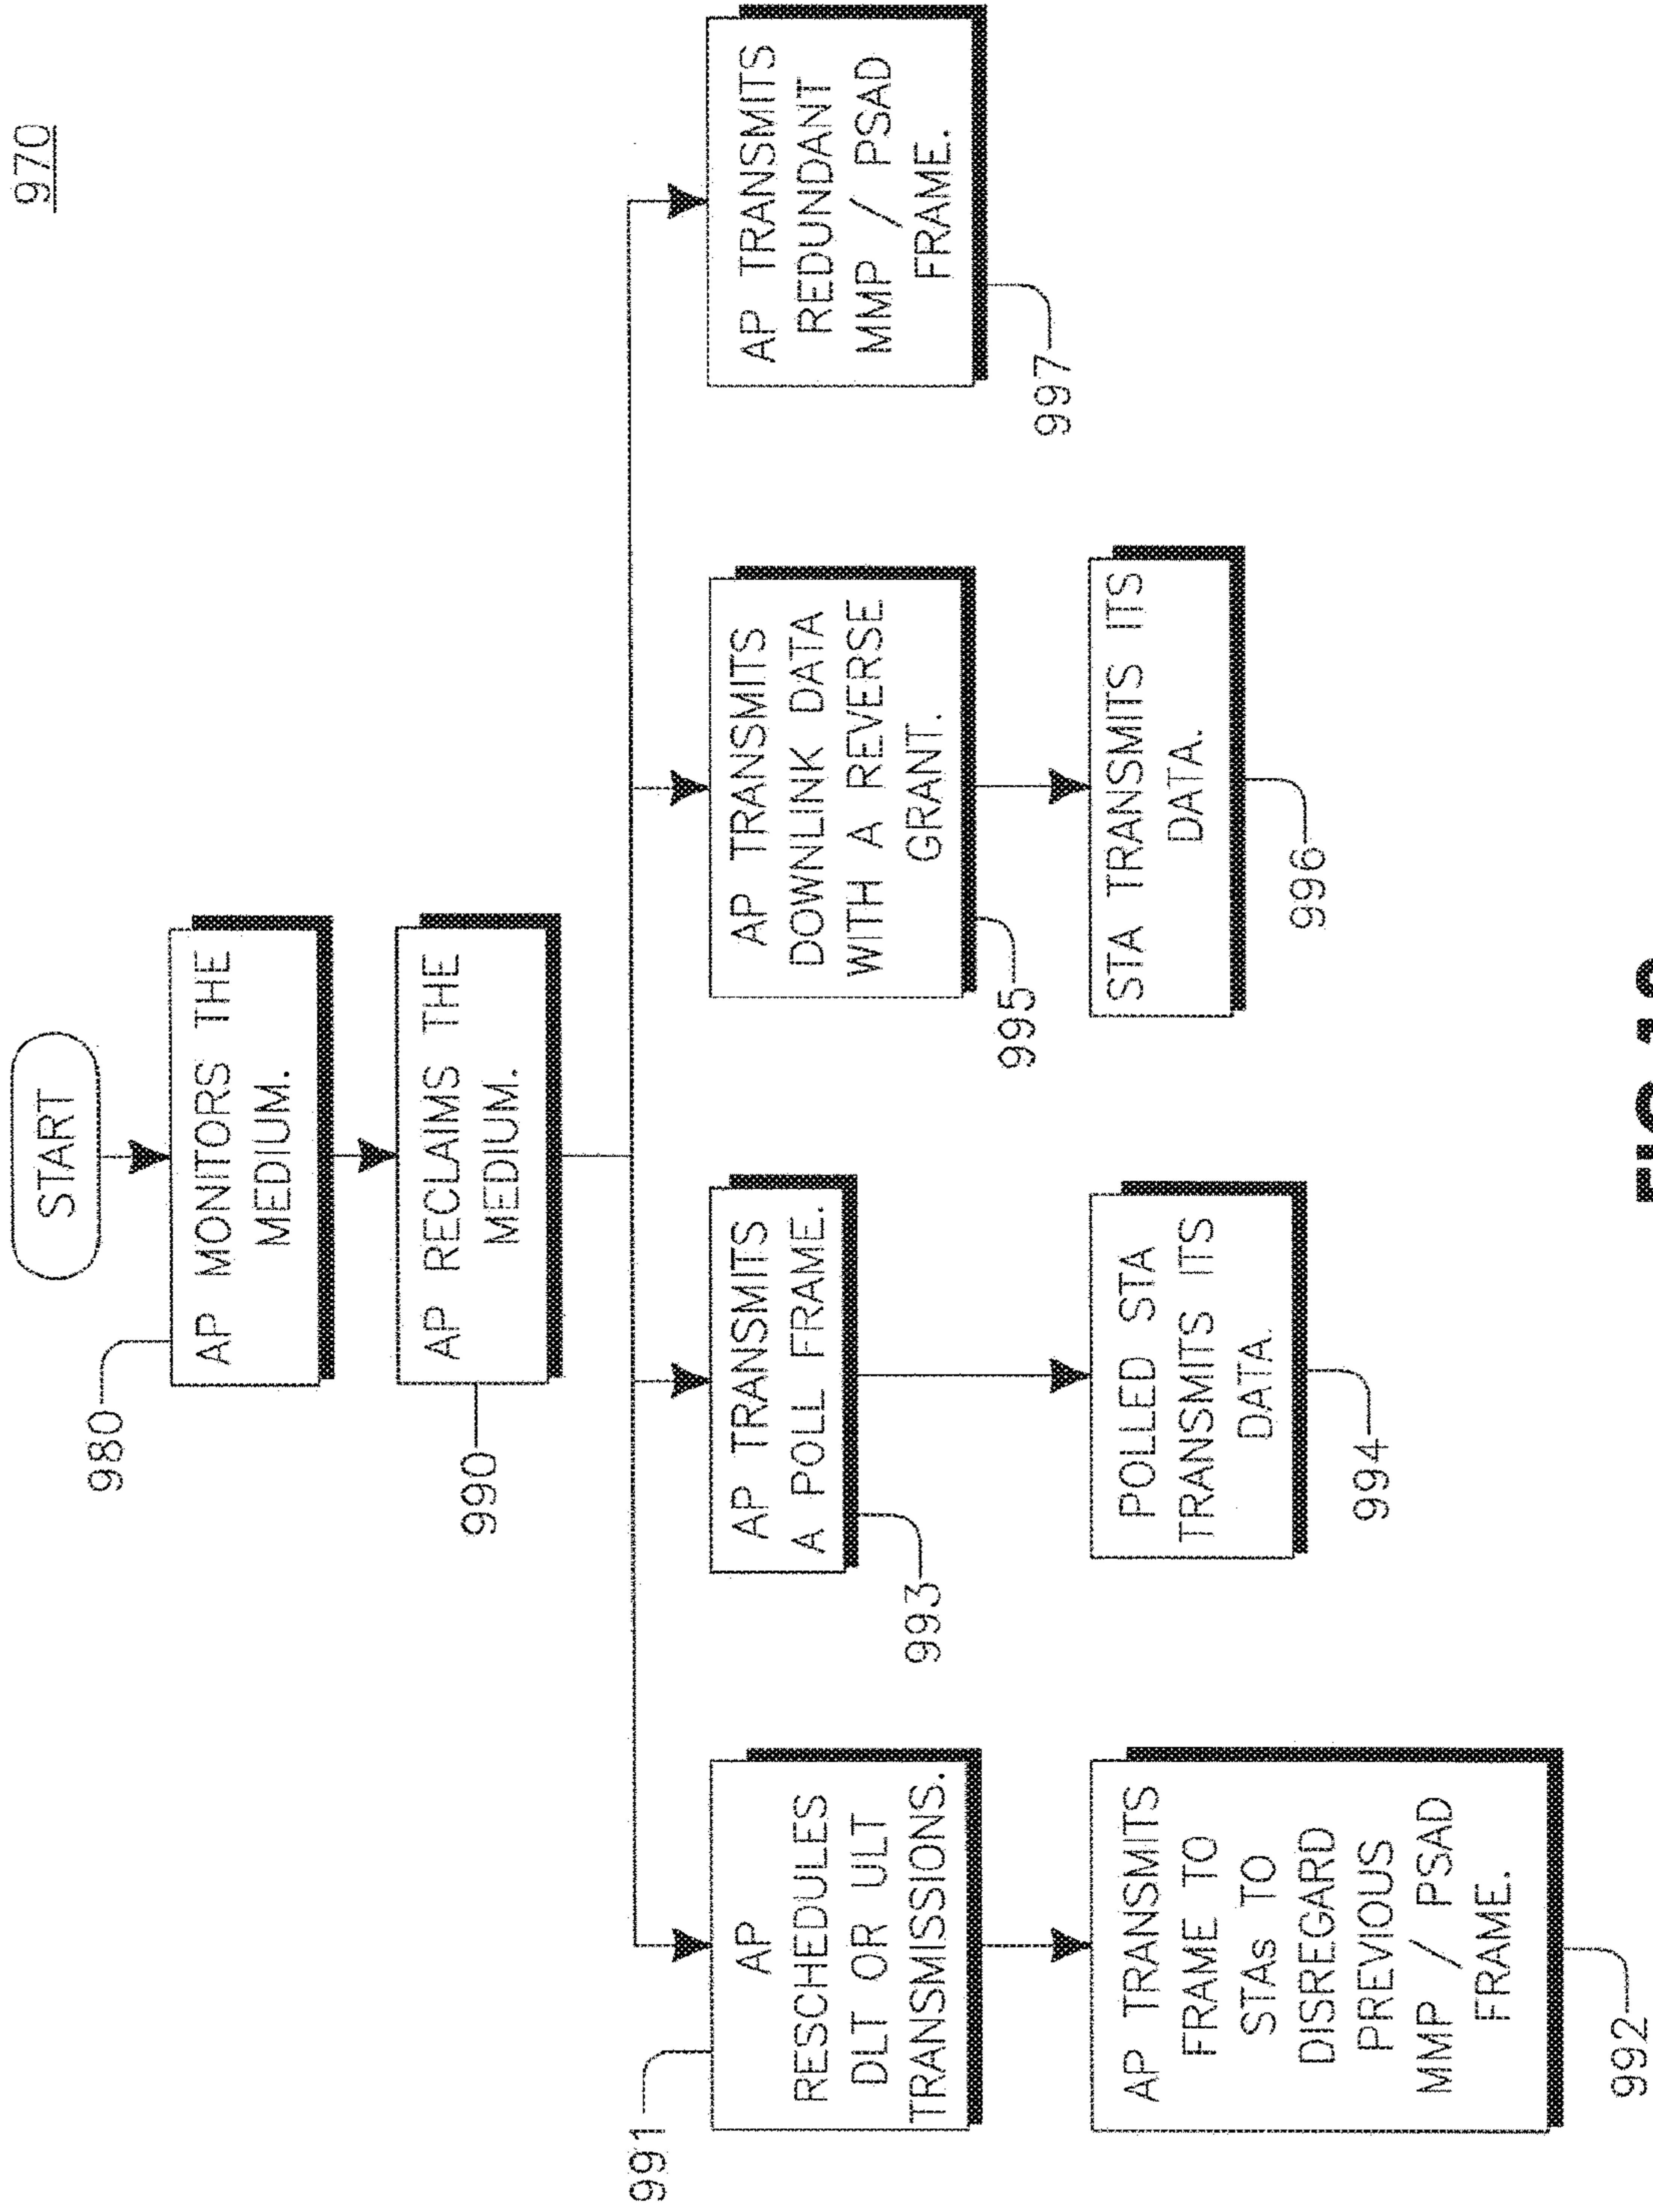 970
START
980
AP MONITORS THE
MEDIUM.
990
AP RECLAIMS THE
MEDIUM.
991
AP
RESCHEDULES
DLT OR ULT
TRANSMISSIONS.
AP TRANSMITS
FRAME TO
STAs TO
DISREGARD
PREVIOUS
MMP / PSAD
FRAME.
992
AP TRANSMITS
A POLL FRAME.
993
POLLED STA
TRANSMITS ITS
DATA.
994
AP TRANSMITS
DOWNLINK DATA
WITH A REVERSE
GRANT.
995
STA TRANSMITS ITS
DATA.
996
AP TRANSMITS
REDUNDANT
MMP / PSAD
FRAME.
997